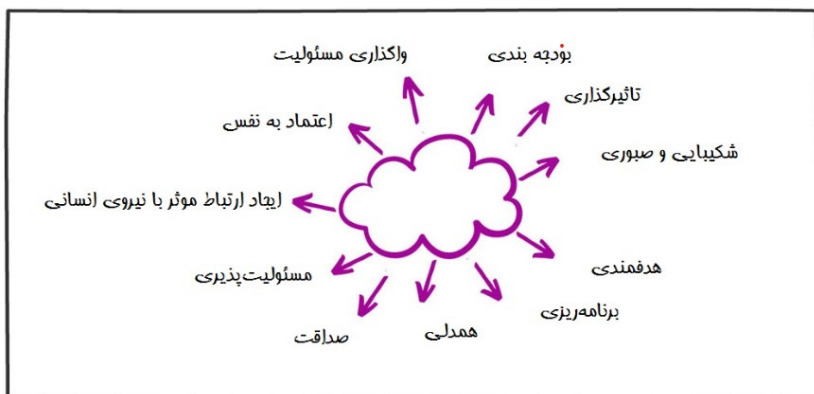 بودجه بندی
واگذاری مسئولیت
تاثیرگذاری
اعتماد به نفس
شکیبایی و صبوری
ایجاد ارتباط موثر با نیروی انسانی
هدفمندی
مسئولیت‌پذیری
برنامه‌ریزی
همدلی
صداقت